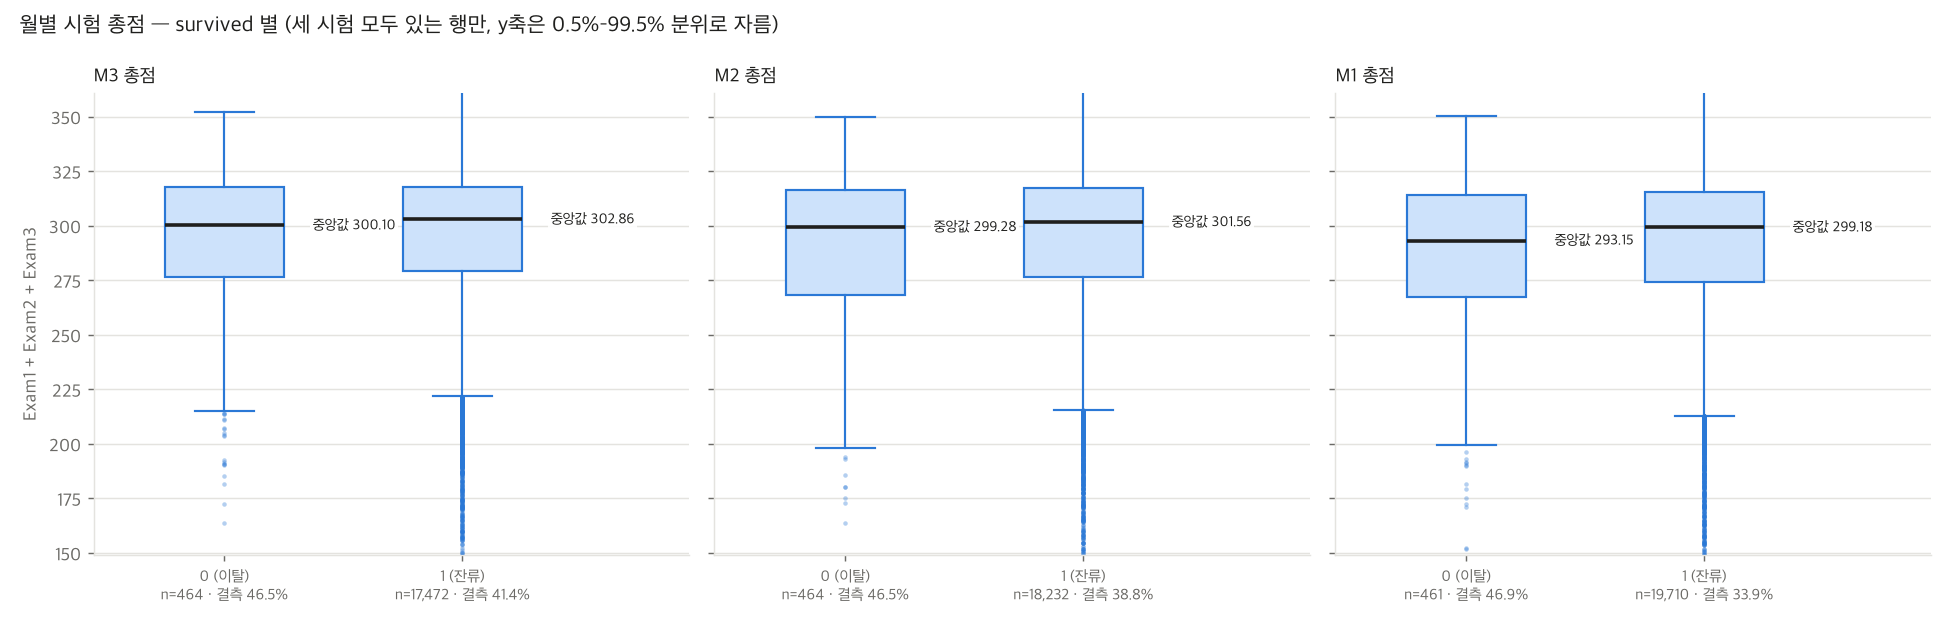 월별 시험 총점 — survived 별 (세 시험 모두 있는 행만, y축은 0.5%-99.5% 분위로 자름)
M3 총점
M2 총점
M1 총점
Exam1 + Exam2 + Exam3
350
325
300
275
250
225
200
175
150
중앙값 300.10
중앙값 302.86
중앙값 299.28
중앙값 301.56
중앙값 293.15
중앙값 299.18
0 (이탈)
n=464 · 결측 46.5%
1 (잔류)
n=17,472 · 결측 41.4%
0 (이탈)
n=464 · 결측 46.5%
1 (잔류)
n=18,232 · 결측 38.8%
0 (이탈)
n=461 · 결측 46.9%
1 (잔류)
n=19,710 · 결측 33.9%